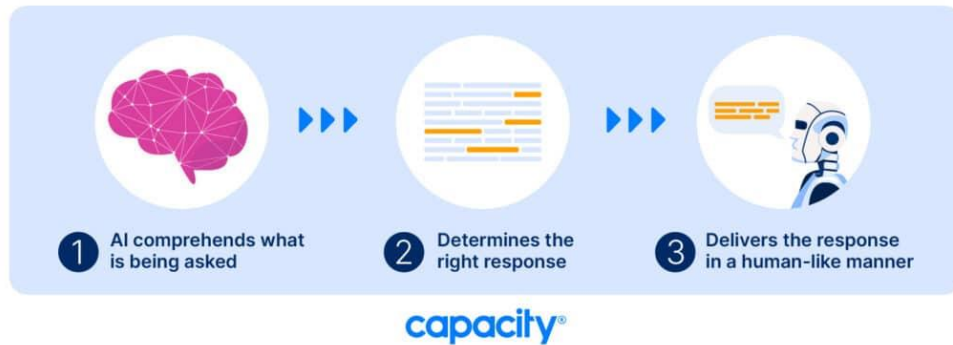 1 AI comprehends what
is being asked
2 Determines the
right response
3 Delivers the response
in a human-like manner
capacity®